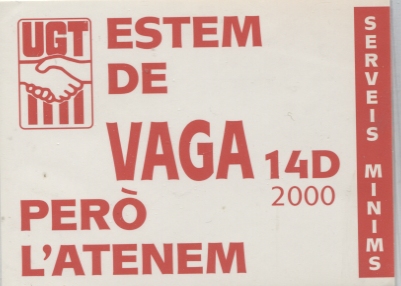 UGT
ESTEM
DE
VAGA 14D
2000
PERÒ
L'ATENEM
SERVEIS MINIMS